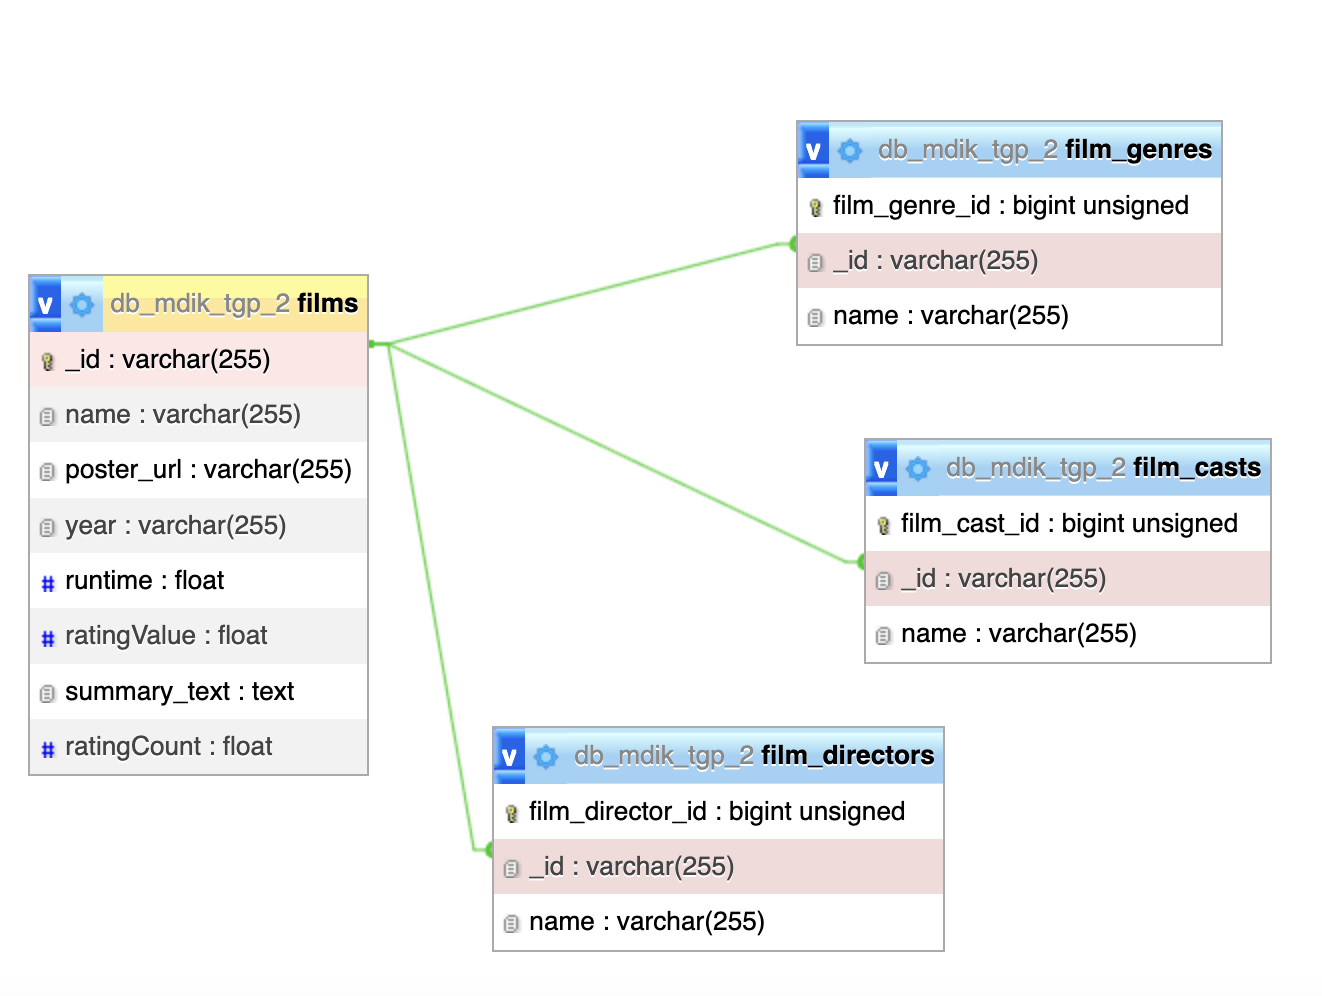 v db_mdik_tgp_2 films
_id : varchar(255)
name : varchar(255)
poster_url : varchar(255)
year : varchar(255)
# runtime : float
# ratingValue : float
summary_text : text
# ratingCount : float
v db_mdik_tgp_2 film_genres
film_genre_id : bigint unsigned
_id : varchar(255)
name : varchar(255)
v db_mdik_tgp_2 film_casts
film_cast_id : bigint unsigned
_id : varchar(255)
name : varchar(255)
v db_mdik_tgp_2 film_directors
film_director_id : bigint unsigned
_id : varchar(255)
name : varchar(255)